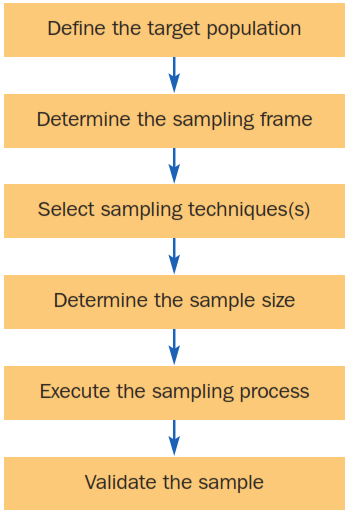 Define the target population
Determine the sampling frame
Select sampling techniques(s)
Determine the sample size
Execute the sampling process
Validate the sample